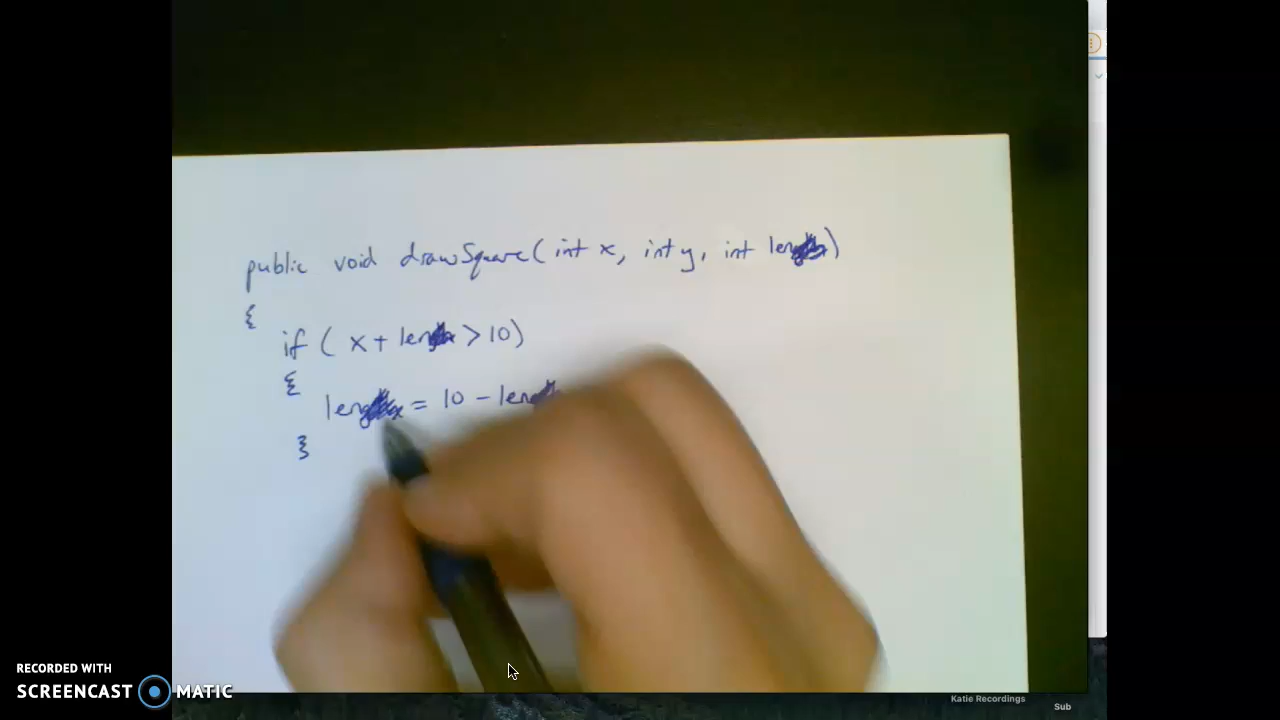 public void drawSquare( int x, int y, int len)
{
if ( x + len > 10)
{
len = 10 - len
}
RECORDED WITH
SCREENCAST MATIC
Katie Recordings
Sub